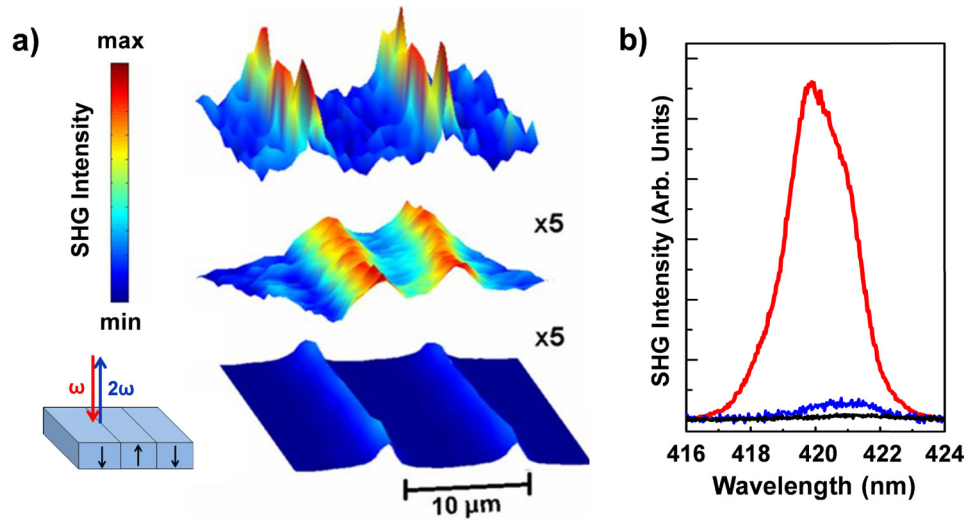 a)
max
SHG Intensity
min
ω
2ω
x5
x5
10 µm
b)
SHG Intensity (Arb. Units)
416 418 420 422 424
Wavelength (nm)